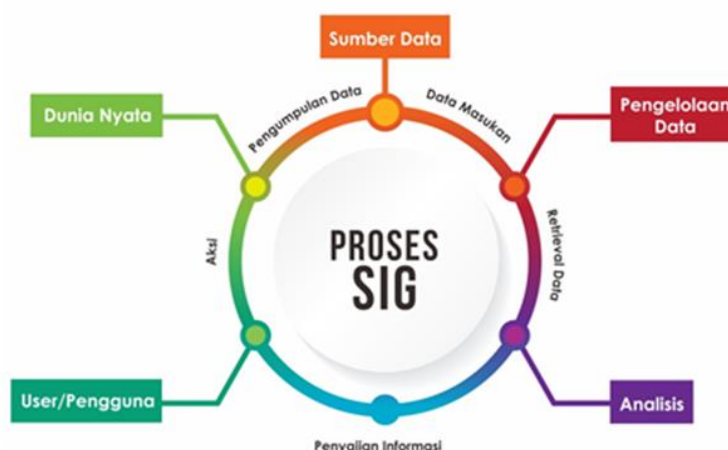 Sumber Data
Dunia Nyata
Pengumpulan Data
Data Masukan
Pengelolaan
Data
PROSES
SIG
Aksi
Retrieval Data
User/Pengguna
Analisis
Penyajian Informasi